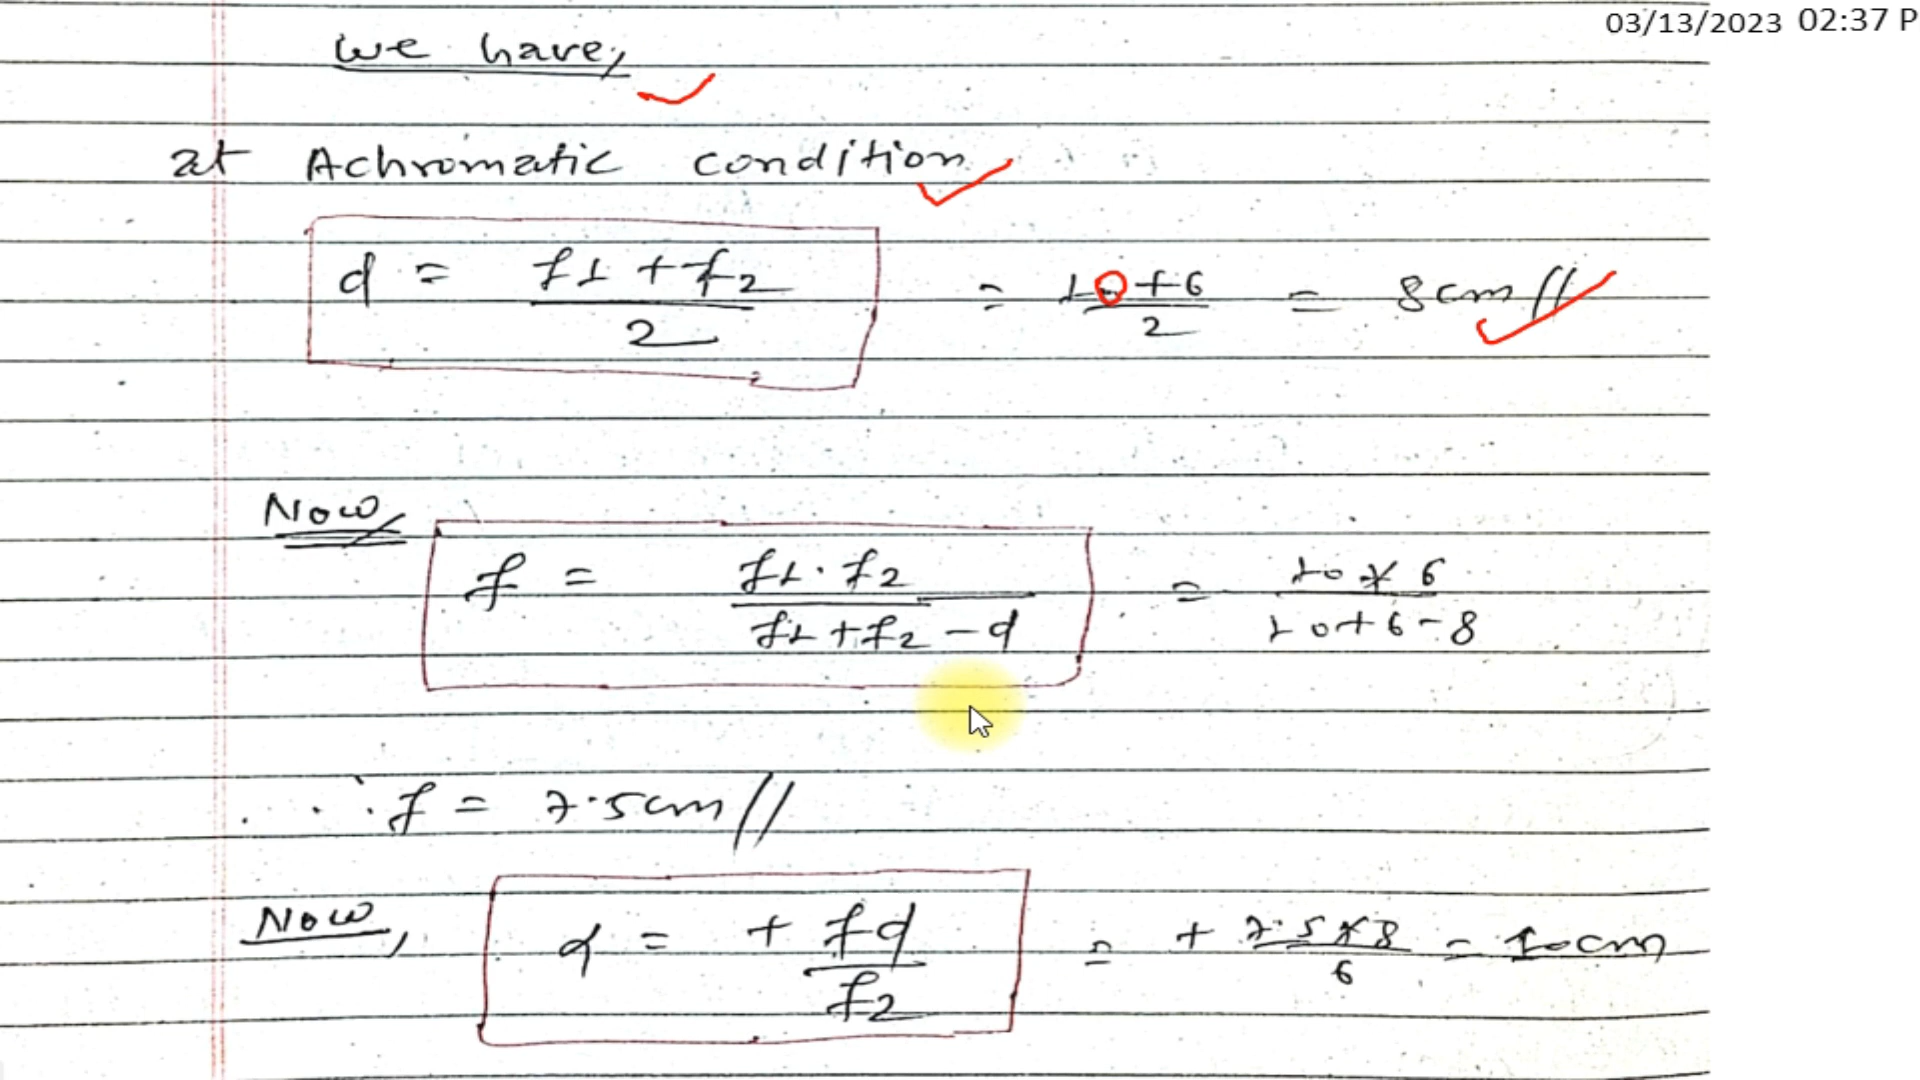 03/13/2023 02:37 P
we have,
at Achromatic condition
d = f1 + f2 / 2 = 10+6 / 2 = 8cm //
Now
f = f1 . f2 / f1 + f2 - d = 10 * 6 / 10+6-8
∴ f = 7.5cm //
Now, α = + fd / f2 = + 7.5*8 / 6 = 10cm